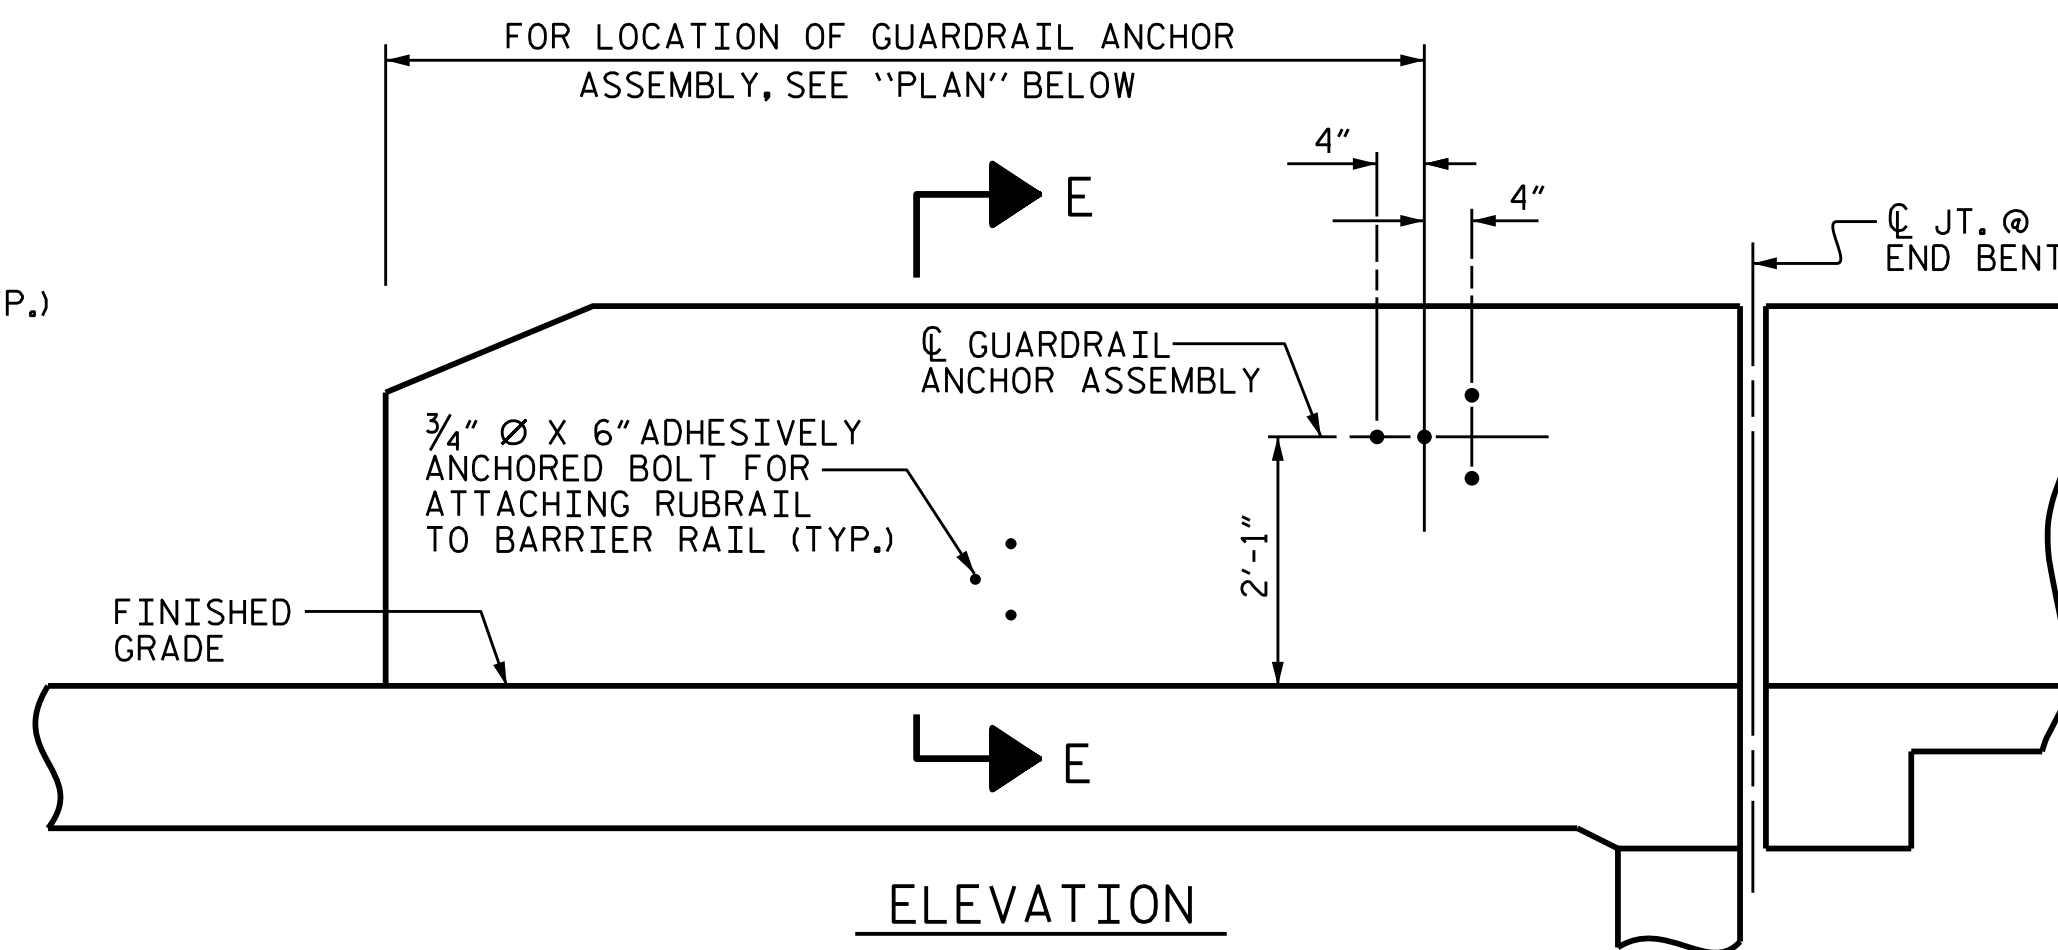 FOR LOCATION OF GUARDRAIL ANCHOR
ASSEMBLY, SEE "PLAN" BELOW
4"
E
4"
℄ JT. @
END BENT
P.)
℄ GUARDRAIL
ANCHOR ASSEMBLY
¾" Ø X 6" ADHESIVELY
ANCHORED BOLT FOR
ATTACHING RUBRAIL
TO BARRIER RAIL (TYP.)
2'-1"
FINISHED
GRADE
E
ELEVATION